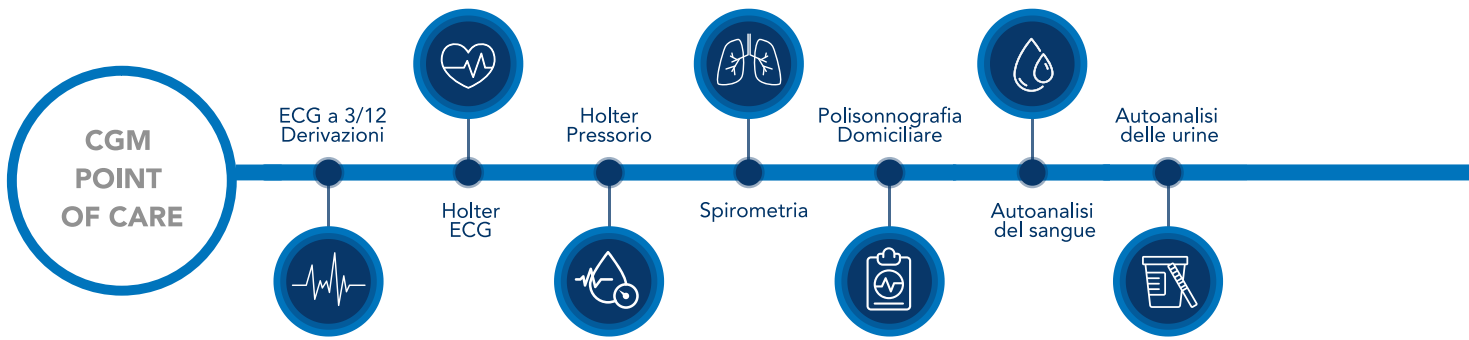 CGM
POINT
OF CARE
ECG a 3/12
Derivazioni
Holter
ECG
Holter
Pressorio
Spirometria
Polisonnografia
Domiciliare
Autoanalisi
del sangue
Autoanalisi
delle urine